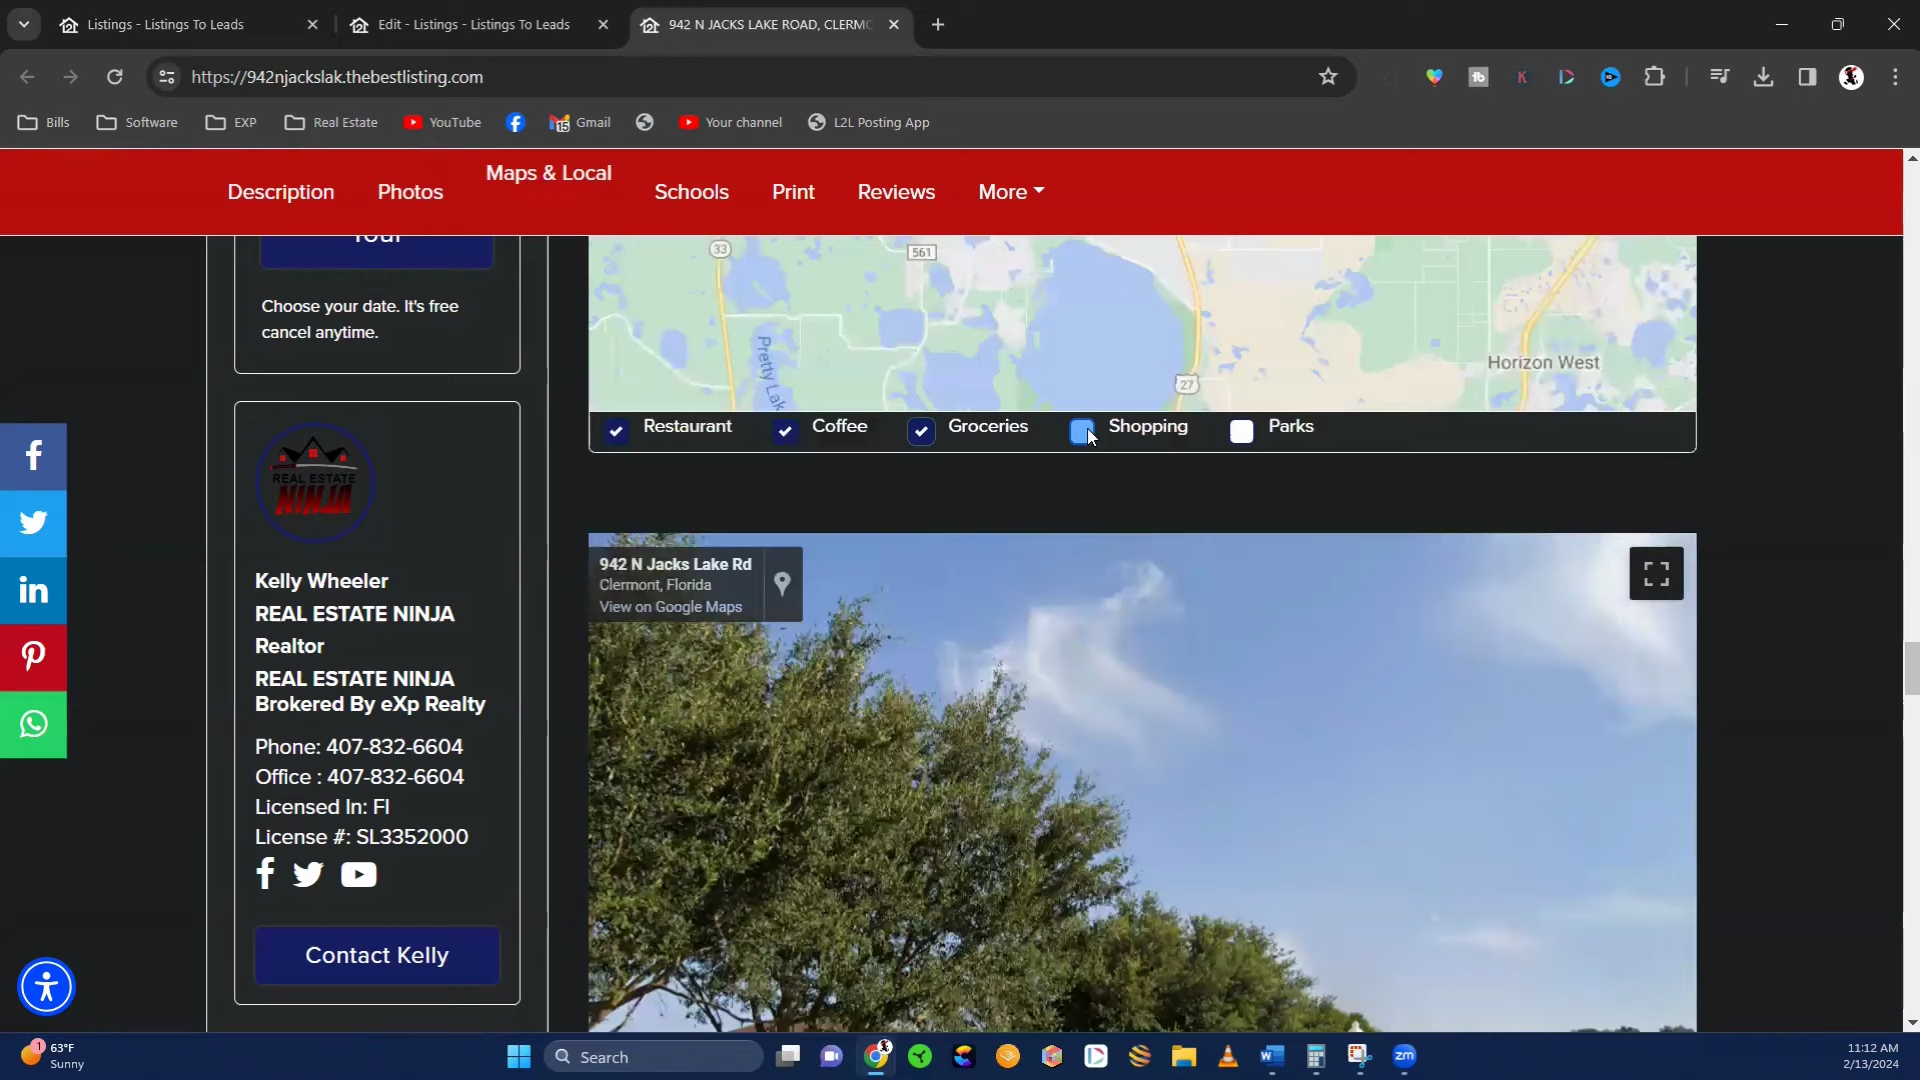 Listings - Listings To Leads
Edit - Listings - Listings To Leads
942 N JACKS LAKE ROAD, CLERMO
https://942njackslak.thebestlisting.com
Bills
Software
EXP
Real Estate
YouTube
15
Gmail
Your channel
L2L Posting App
Description
Photos
Maps & Local
Schools
Print
Reviews
More
Tour
Choose your date. It's free
cancel anytime.
33
561
27
Pretty Lak
Horizon West
Restaurant
Coffee
Groceries
Shopping
Parks
942 N Jacks Lake Rd
Clermont, Florida
View on Google Maps
REAL ESTATE
NINJA
Kelly Wheeler
REAL ESTATE NINJA
Realtor
REAL ESTATE NINJA
Brokered By eXp Realty
Phone: 407-832-6604
Office : 407-832-6604
Licensed In: Fl
License #: SL3352000
Contact Kelly
1
63°F
Sunny
Search
zm
11:12 AM
2/13/2024